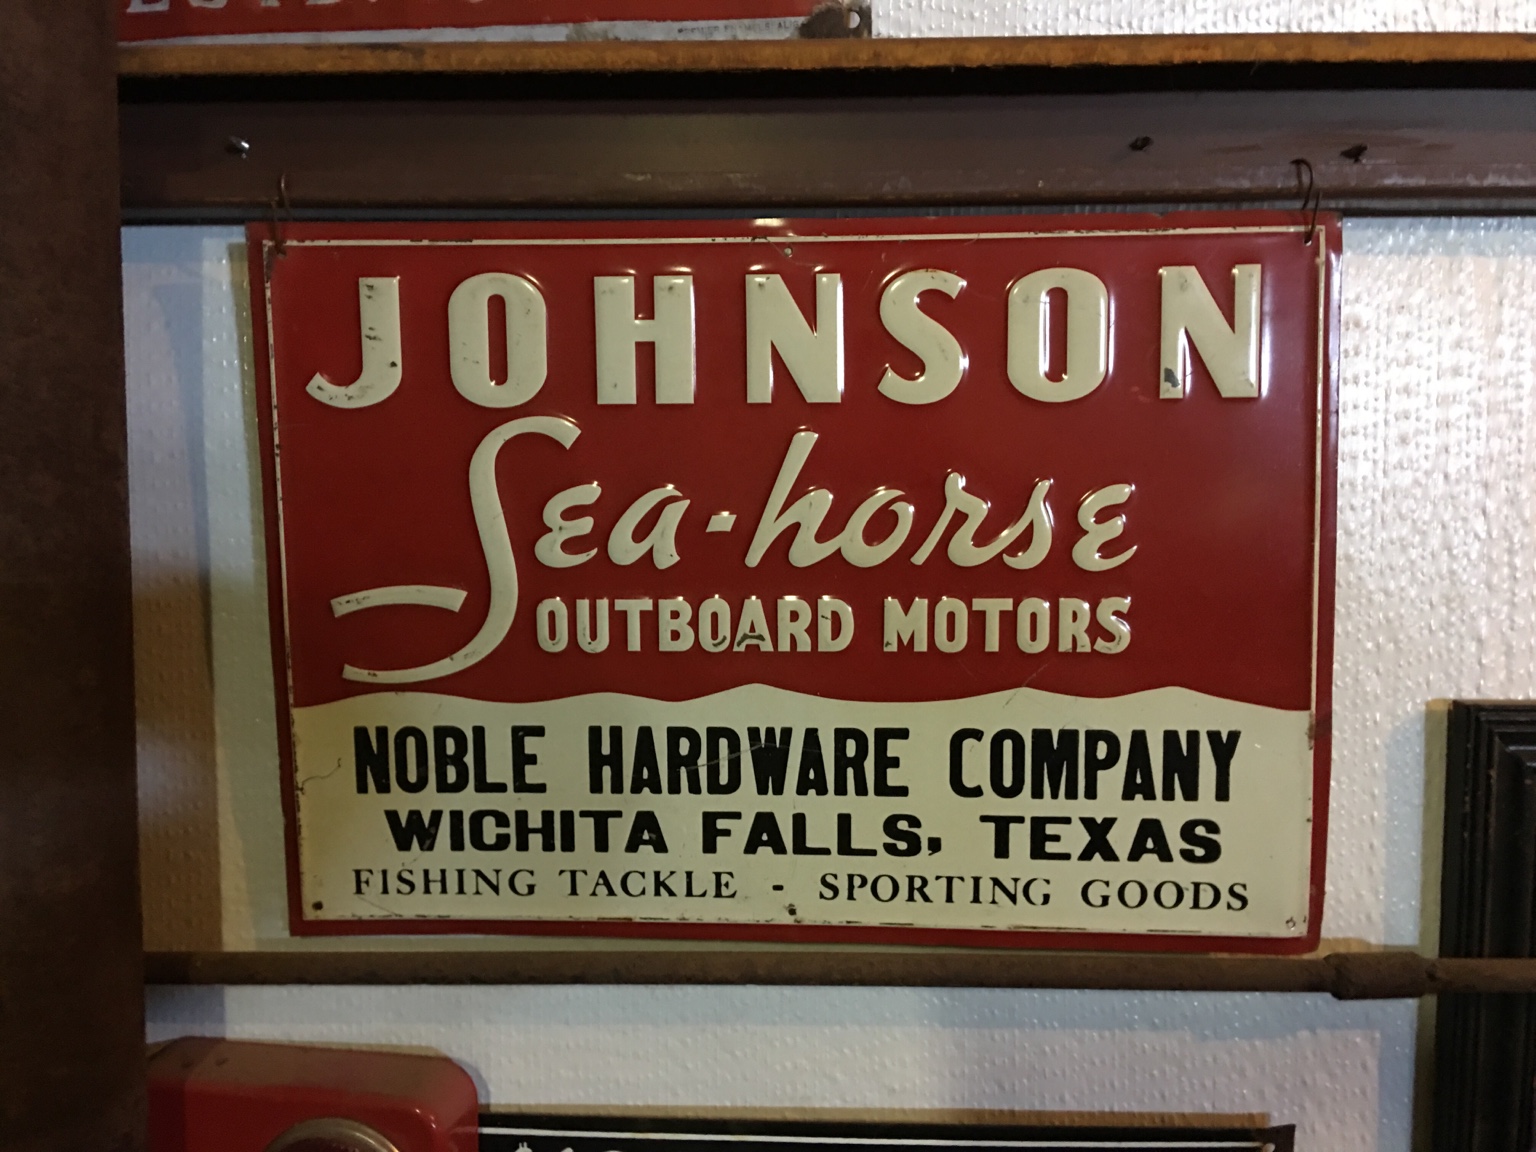 JOHNSON
Sea-horse
OUTBOARD MOTORS
NOBLE HARDWARE COMPANY
WICHITA FALLS, TEXAS
FISHING TACKLE - SPORTING GOODS